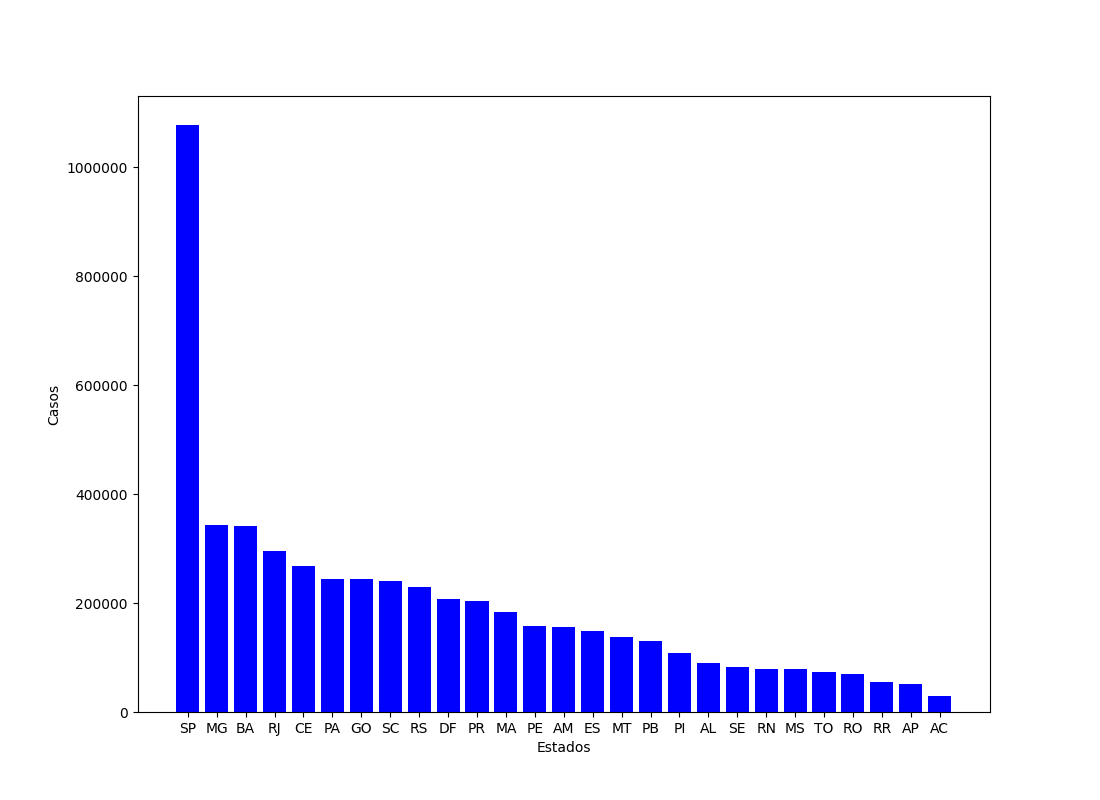 1000000
800000
600000
400000
200000
0
Casos
SP MG BA RJ CE PA GO SC RS DF PR MA PE AM ES MT PB PI AL SE RN MS TO RO RR AP AC
Estados